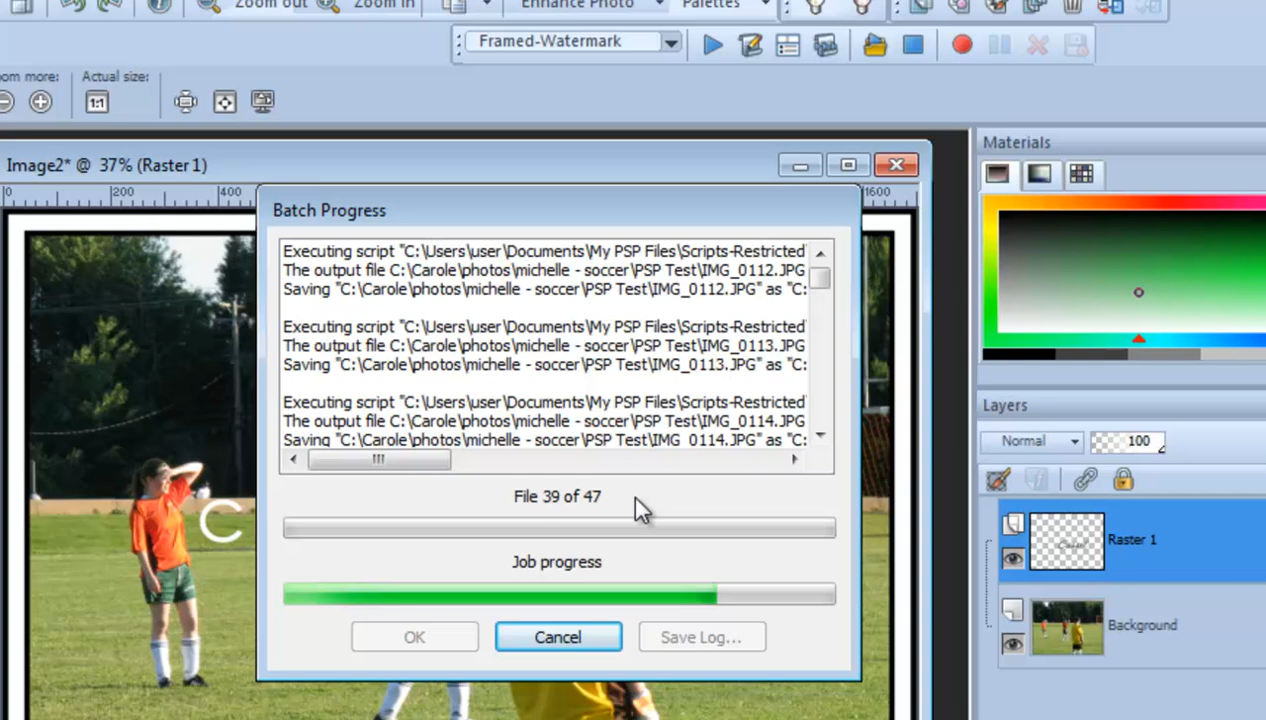 Zoom out
Zoom in
Enhance Photo
Palettes
Framed-Watermark
oom more:
Actual size:
1:1
Materials
Image2* @ 37% (Raster 1)
0
200
400
1600
Batch Progress
Executing script "C:\Users\user\Documents\My PSP Files\Scripts-Restricted
The output file C:\Carole\photos\michelle - soccer\PSP Test\IMG_0112.JPG
Saving "C:\Carole\photos\michelle - soccer\PSP Test\IMG_0112.JPG" as "C:
Executing script "C:\Users\user\Documents\My PSP Files\Scripts-Restricted
The output file C:\Carole\photos\michelle - soccer\PSP Test\IMG_0113.JPG
Saving "C:\Carole\photos\michelle - soccer\PSP Test\IMG_0113.JPG" as "C:
Executing script "C:\Users\user\Documents\My PSP Files\Scripts-Restricted
The output file C:\Carole\photos\michelle - soccer\PSP Test\IMG_0114.JPG
Saving "C:\Carole\photos\michelle - soccer\PSP Test\IMG_0114.JPG" as "C:
File 39 of 47
Job progress
OK
Cancel
Save Log...
Layers
Normal
100
Raster 1
Background
C